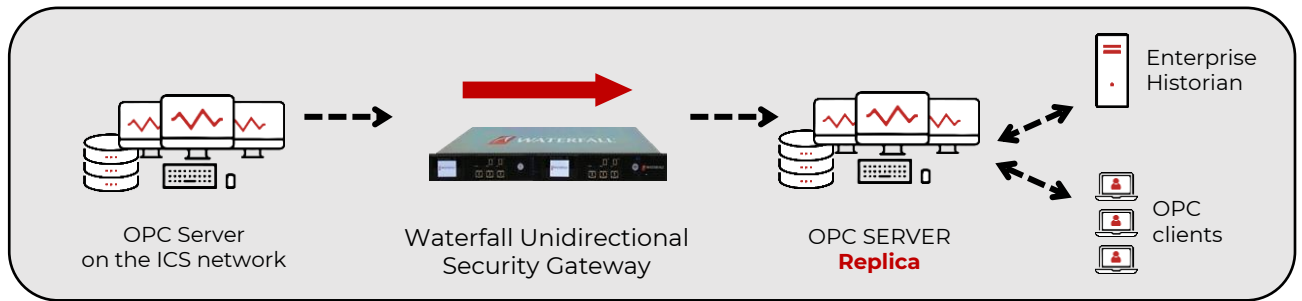 OPC Server
on the ICS network
WATERFALL
Waterfall Unidirectional
Security Gateway
OPC SERVER
Replica
Enterprise
Historian
OPC
clients